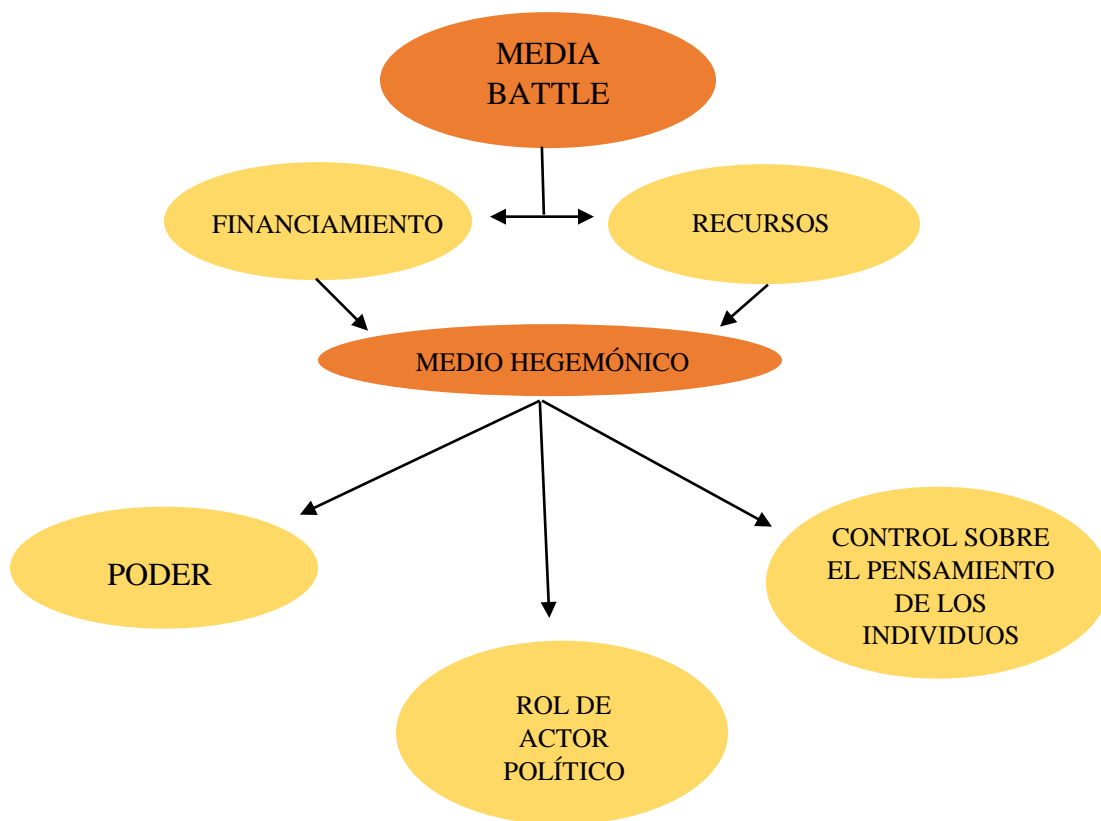 MEDIA
BATTLE
FINANCIAMIENTO
RECURSOS
MEDIO HEGEMÓNICO
PODER
CONTROL SOBRE
EL PENSAMIENTO
DE LOS
INDIVIDUOS
ROL DE
ACTOR
POLÍTICO